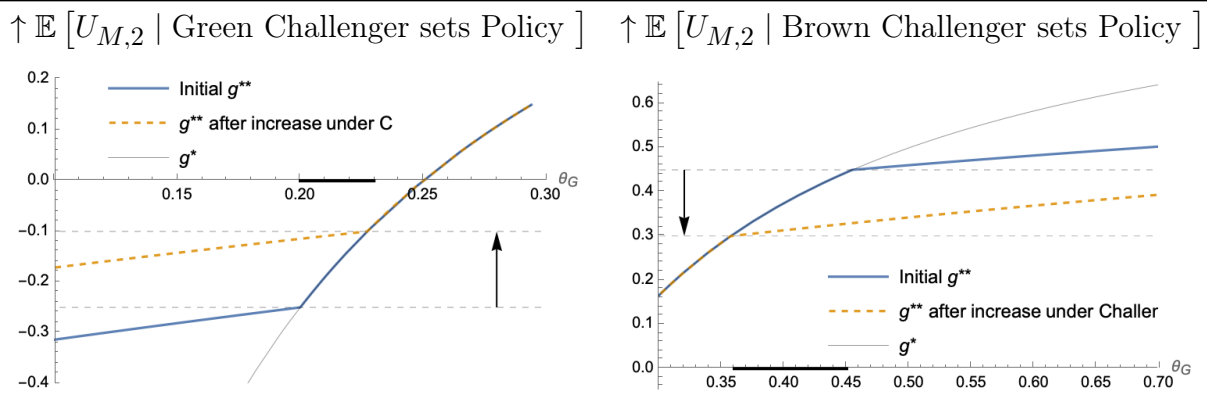 ↑ 𝔼 [U_{M,2} | Green Challenger sets Policy ]
0.2
0.1
0.0
−0.1
−0.2
−0.3
−0.4
0.15
0.20
0.25
0.30
θ_G
Initial g**
g** after increase under C
g*
↑ 𝔼 [U_{M,2} | Brown Challenger sets Policy ]
0.6
0.5
0.4
0.3
0.2
0.1
0.0
0.35
0.40
0.45
0.50
0.55
0.60
0.65
0.70
θ_G
Initial g**
g** after increase under Challer
g*